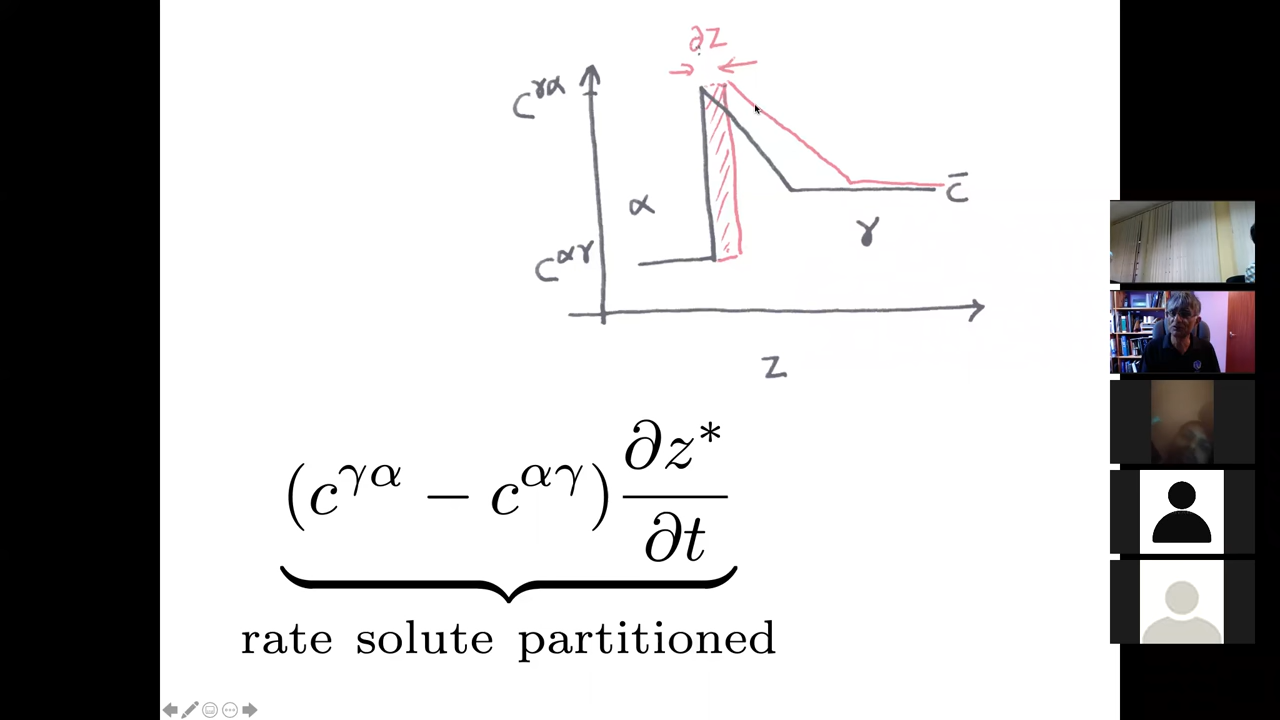 ∂z
c^γα
α
c^αγ
c̄
γ
z
(c^γα − c^αγ) ∂z*/∂t
rate solute partitioned